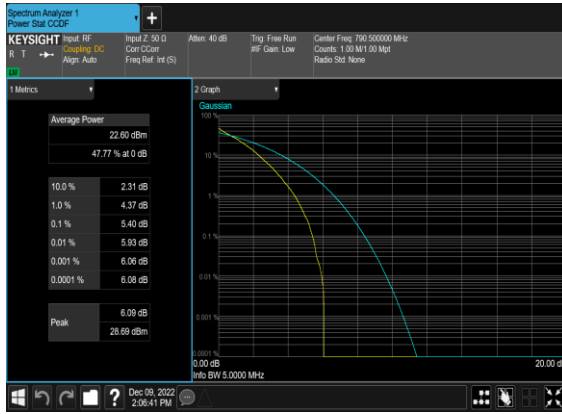 Spectrum Analyzer 1
Power Stat CCDF
KEYSIGHT
R T
Input: RF
Coupling: DC
Align: Auto
Input Z: 50 Ω
Corr CCorr
Freq Ref: Int (S)
Atten: 40 dB
Trig: Free Run
#IF Gain: Low
Center Freq: 790.500000 MHz
Counts: 1.00 M/1.00 Mpt
Radio Std: None
1 Metrics
Average Power
22.60 dBm
47.77 % at 0 dB
10.0 % 2.31 dB
1.0 % 4.37 dB
0.1 % 5.40 dB
0.01 % 5.93 dB
0.001 % 6.06 dB
0.0001 % 6.08 dB
Peak
6.09 dB
28.69 dBm
2 Graph
Gaussian
100 %
10 %
1 %
0.1 %
0.01 %
0.001 %
0.0001 %
0.00 dB
20.00 d
Info BW 5.0000 MHz
?
Dec 09, 2022
2:06:41 PM